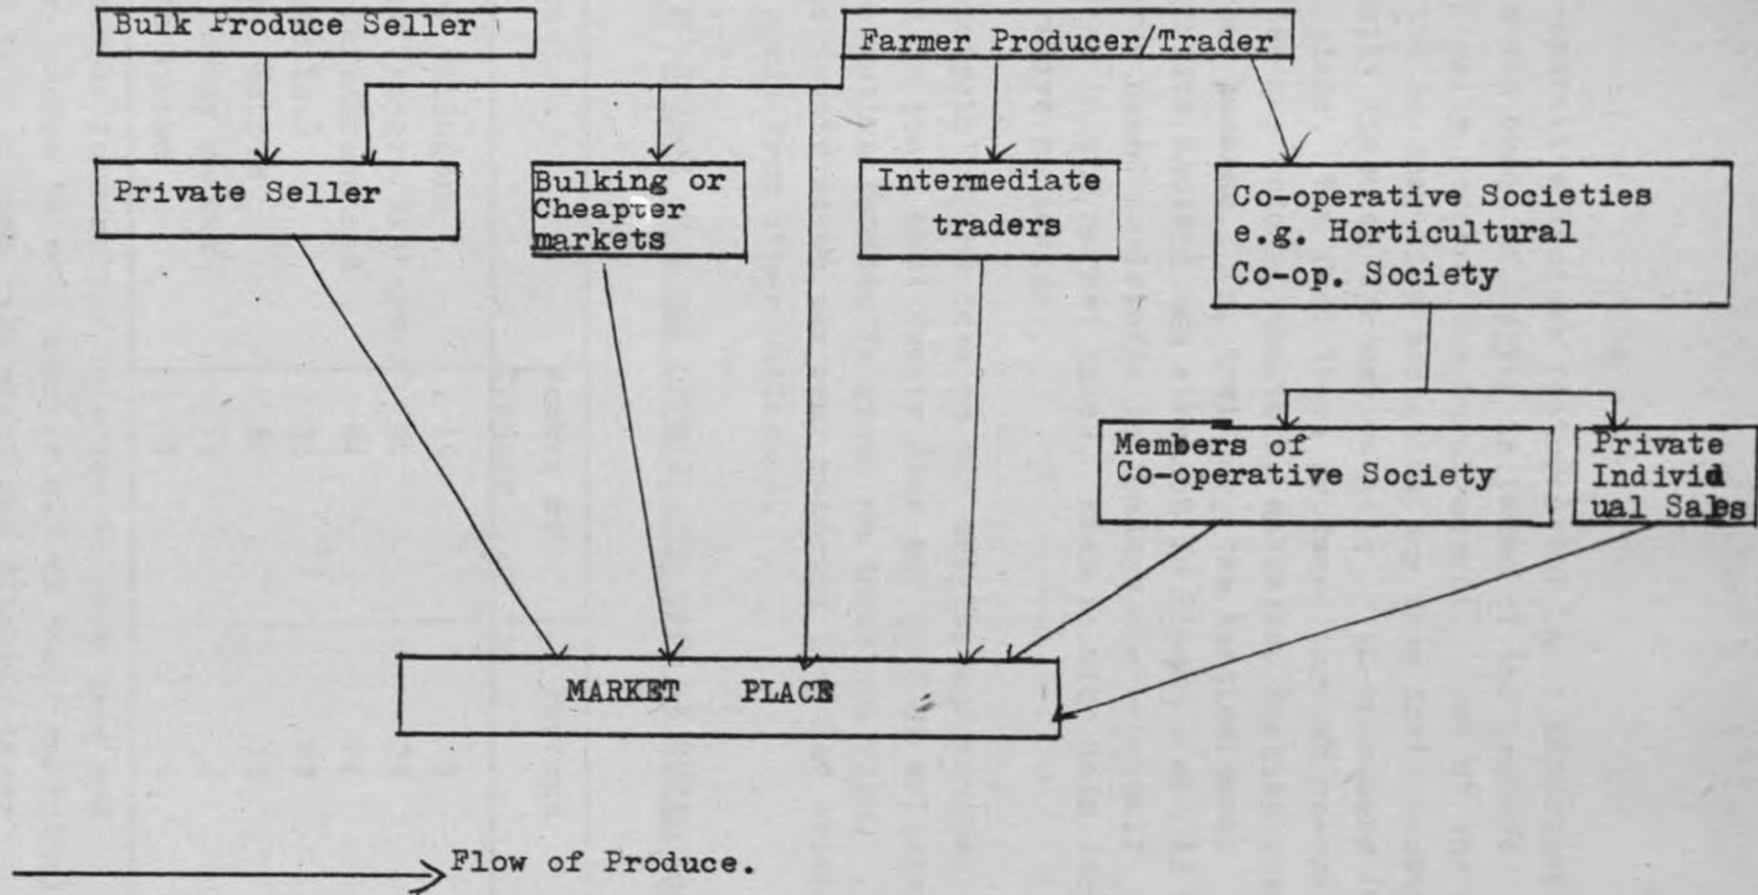 Bulk Produce Seller
Farmer Producer/Trader
Private Seller
Bulking or
Cheapter
markets
Intermediate
traders
Co-operative Societies
e.g. Horticultural
Co-op. Society
Members of
Co-operative Society
Private
Individ
ual Sales
MARKET PLACE
Flow of Produce.